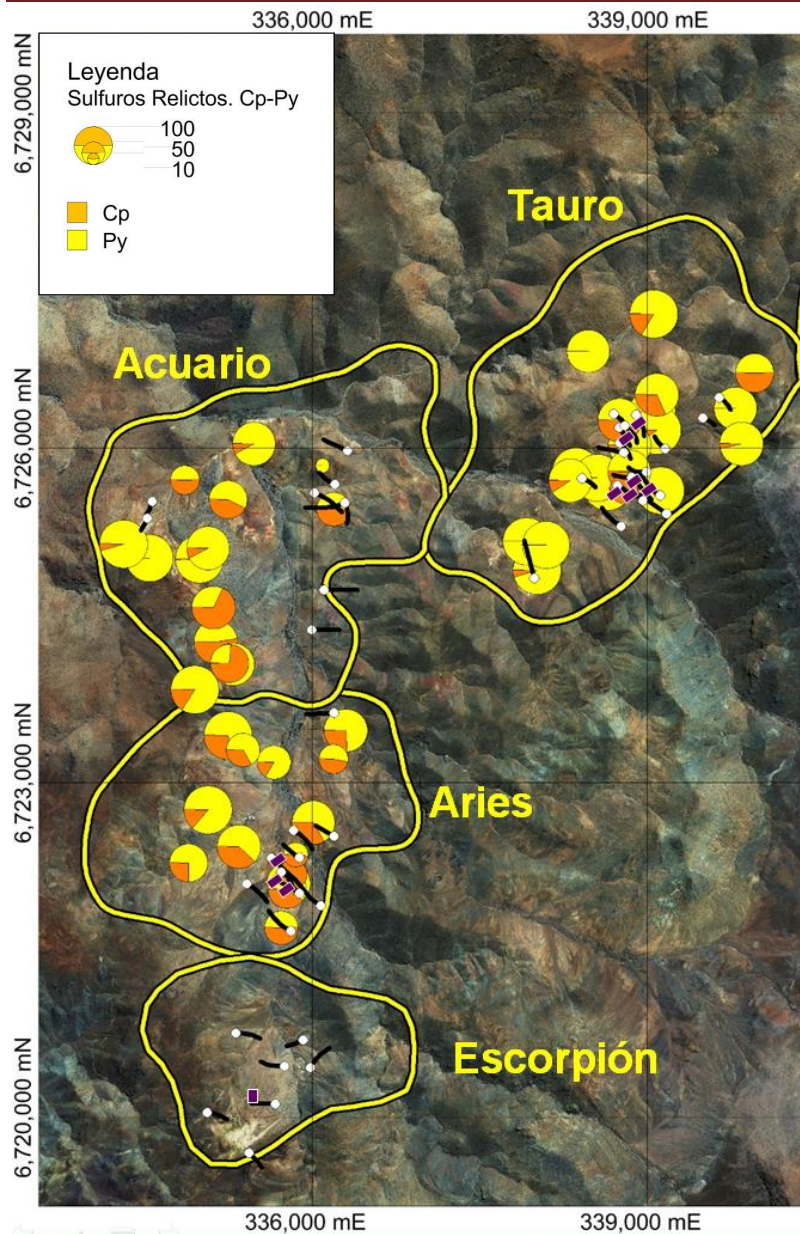 336,000 mE
339,000 mE
6,729,000 mN
Leyenda
Sulfuros Relictos. Cp-Py
100
50
10
Cp
Py
Tauro
Acuario
6,726,000 mN
6,723,000 mN
Aries
Escorpión
6,720,000 mN
336,000 mE
339,000 mE